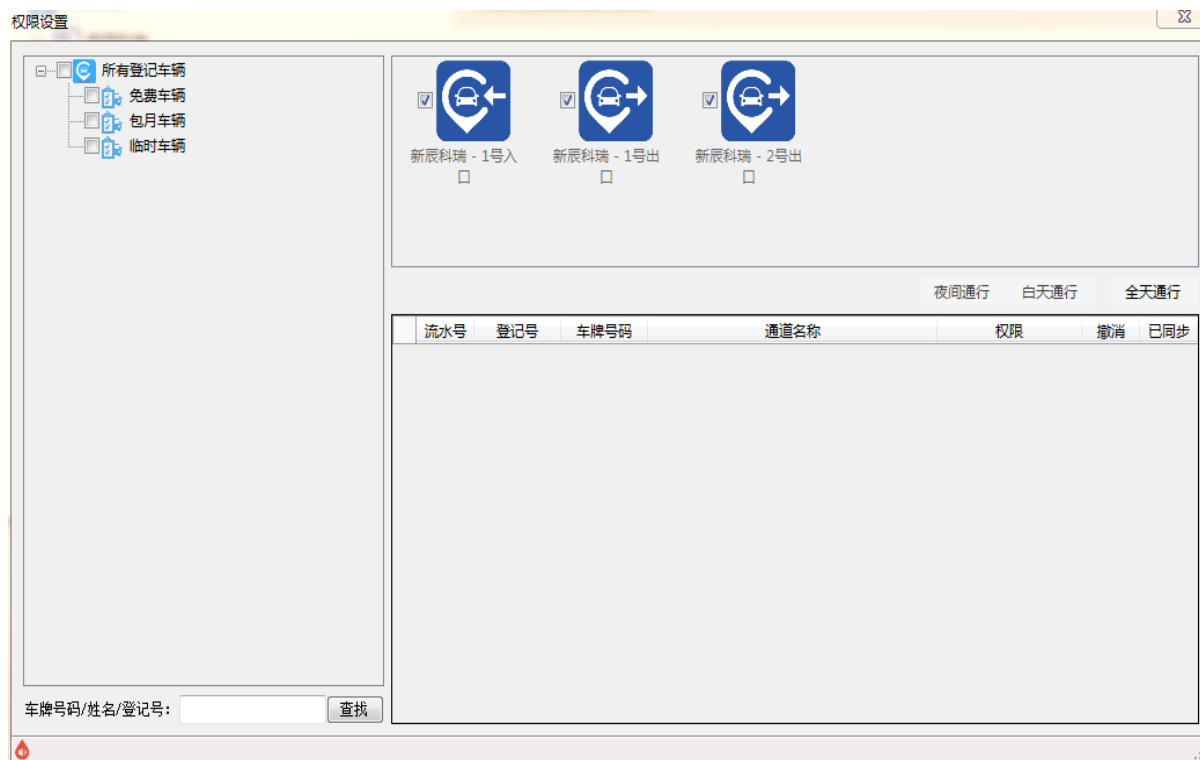 权限设置
所有登记车辆
免费车辆
包月车辆
临时车辆
新辰科瑞 - 1号入
口
新辰科瑞 - 1号出
口
新辰科瑞 - 2号出
口
夜间通行 白天通行 全天通行
流水号 登记号 车牌号码 通道名称 权限 撤消 已同步
车牌号码/姓名/登记号: 查找